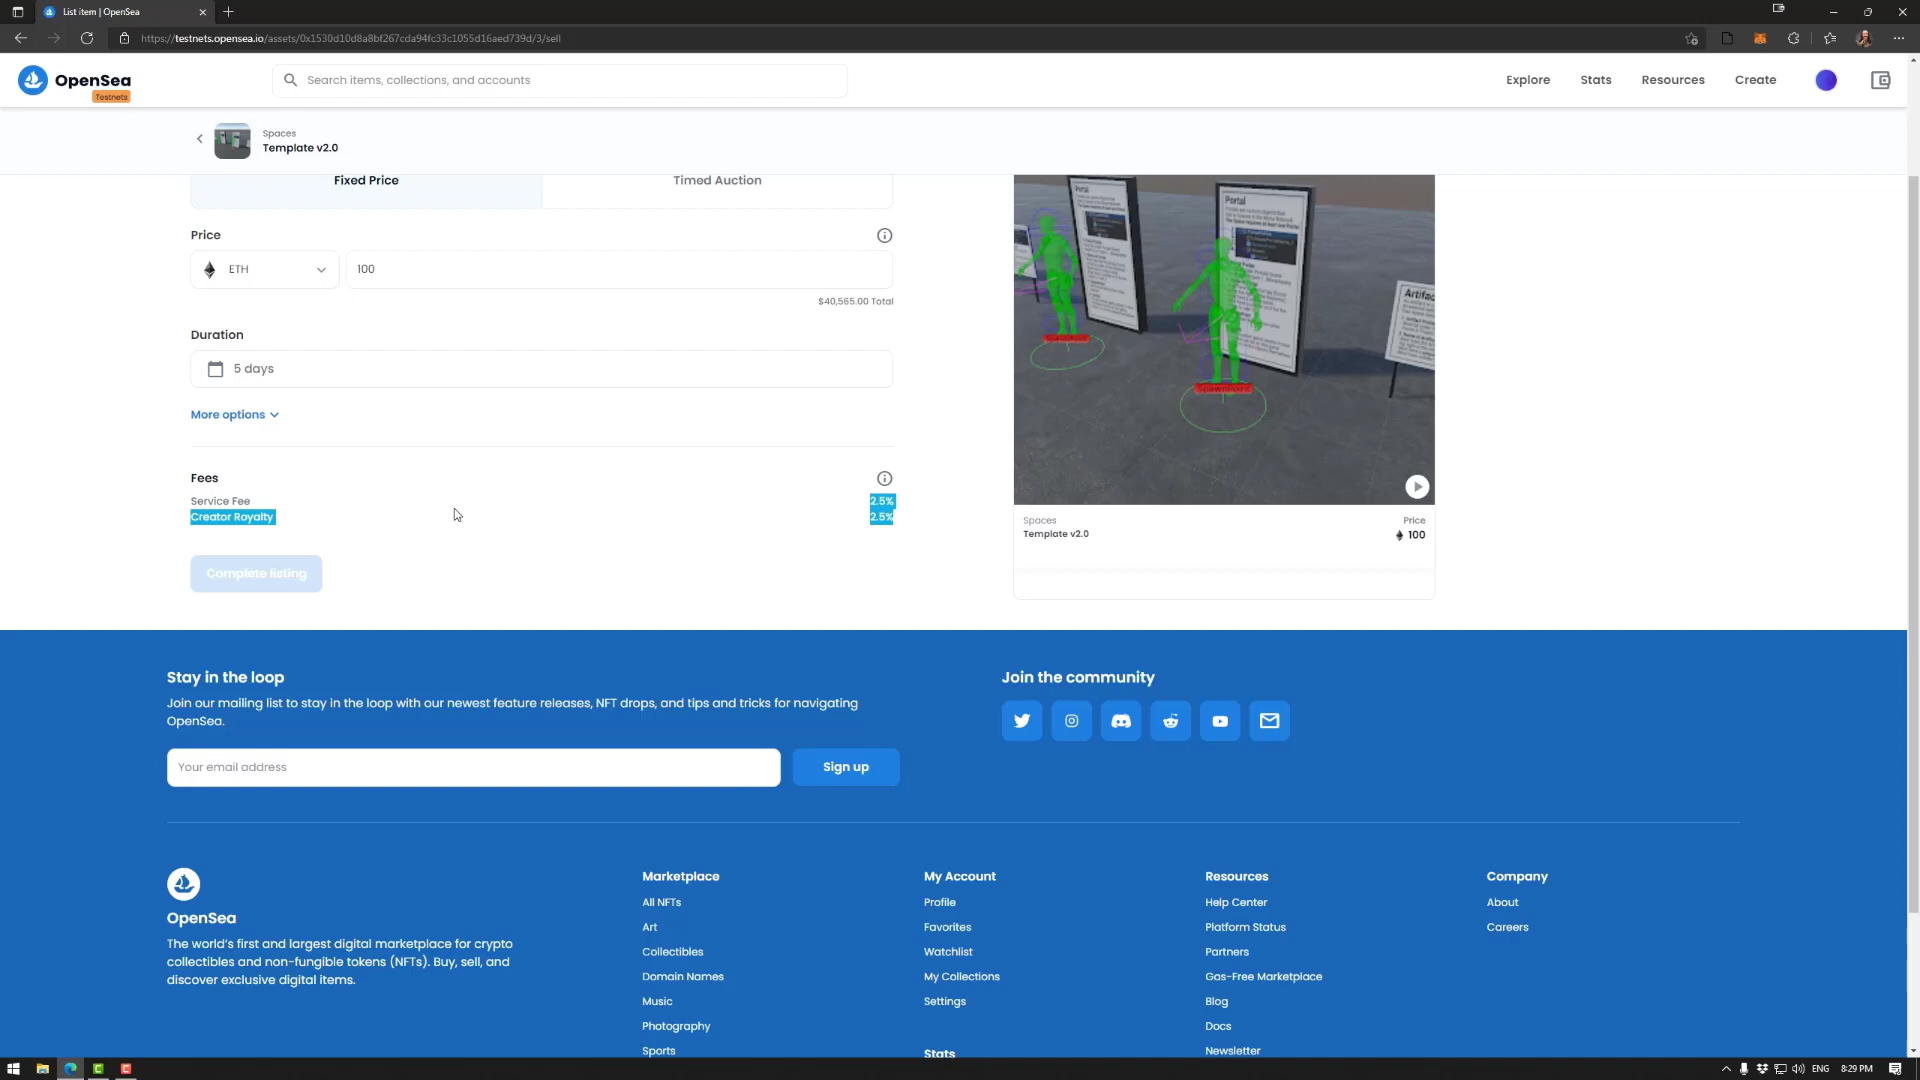 List item | OpenSea
https://testnets.opensea.io/assets/0x1530d10d8a8bf267cda94fc33c1055d16aed739d/3/sell
OpenSea
Testnets
Search items, collections, and accounts
Explore
Stats
Resources
Create
Spaces
Template v2.0
Fixed Price
Timed Auction
Price
ETH
100
$40,565.00 Total
Duration
5 days
More options
Fees
Service Fee
2.5%
Creator Royalty
2.5%
Complete listing
Portal
Portal
Artifac
SpawnPoint
Spaces
Price
Template v2.0
100
Stay in the loop
Join our mailing list to stay in the loop with our newest feature releases, NFT drops, and tips and tricks for navigating
OpenSea.
Your email address
Sign up
Join the community
OpenSea
The world's first and largest digital marketplace for crypto
collectibles and non-fungible tokens (NFTs). Buy, sell, and
discover exclusive digital items.
Marketplace
All NFTs
Art
Collectibles
Domain Names
Music
Photography
Sports
My Account
Profile
Favorites
Watchlist
My Collections
Settings
Stats
Resources
Help Center
Platform Status
Partners
Gas-Free Marketplace
Blog
Docs
Newsletter
Company
About
Careers
ENG
8:29 PM